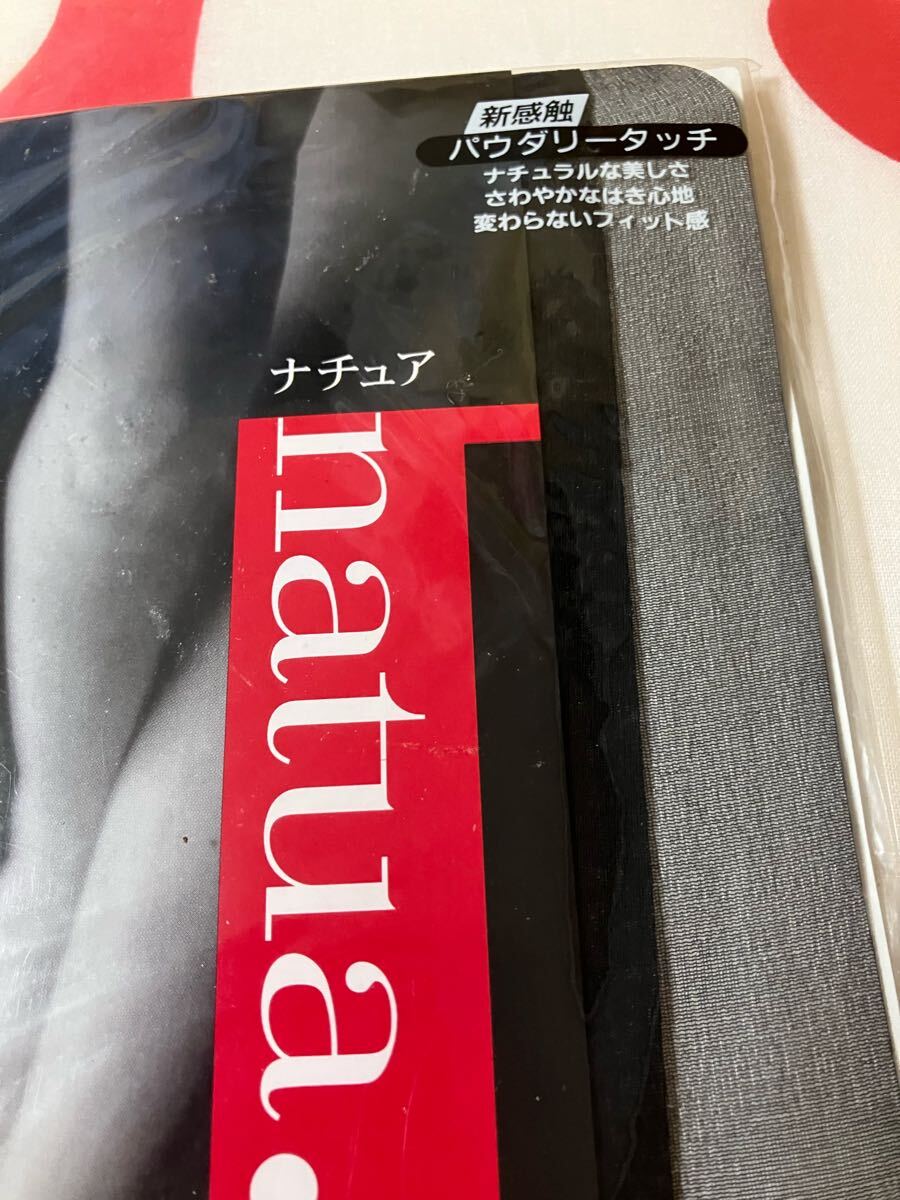 新感触
パウダリータッチ
ナチュラルな美しさ
さわやかなはき心地
変わらないフィット感
ナチュア
natua.